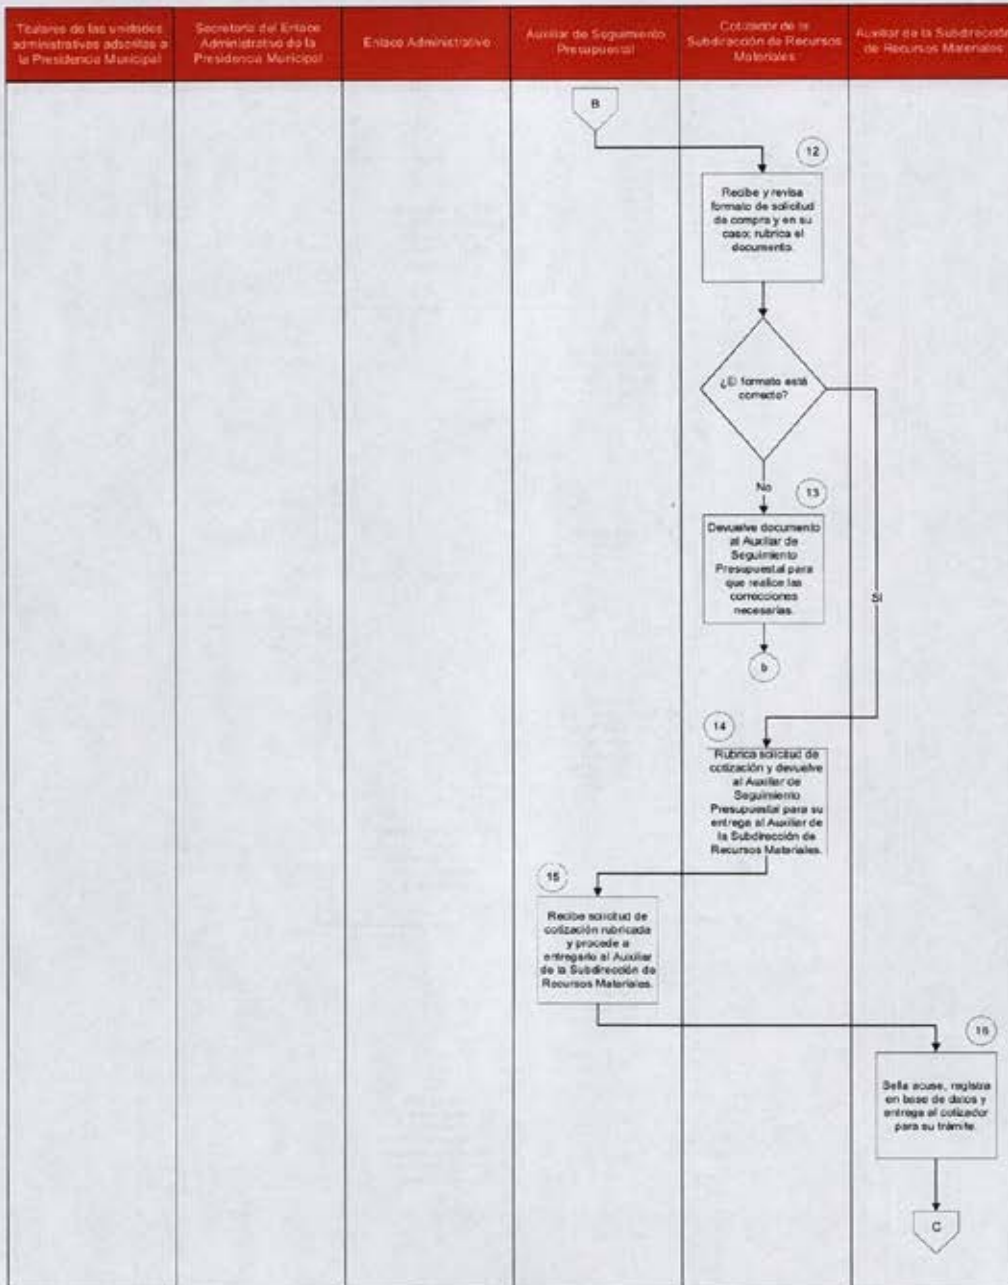 Titulares de las unidades
administrativas adscritas a
la Presidencia Municipal
Secretaria del Enlace
Administrativo de la
Presidencia Municipal
Enlace Administrativo
Auxiliar de Seguimiento
Presupuestal
Cotizador de la
Subdirección de Recursos
Materiales
Auxiliar de la Subdirección
de Recursos Materiales
B
12
Recibe y revisa
formato de solicitud
de compra y en su
caso; rubrica el
documento.
¿El formato está
correcto?
No
13
Devuelve documento
al Auxiliar de
Seguimiento
Presupuestal para
que realice las
correcciones
necesarias.
Sí
b
14
Rubrica solicitud de
cotización y devuelve
al Auxiliar de
Seguimiento
Presupuestal para su
entrega al Auxiliar de
la Subdirección de
Recursos Materiales.
15
Recibe solicitud de
cotización rubricada
y procede a
entregarlo al Auxiliar
de la Subdirección de
Recursos Materiales.
16
Sella acuse, registra
en base de datos y
entrega al cotizador
para su trámite.
C